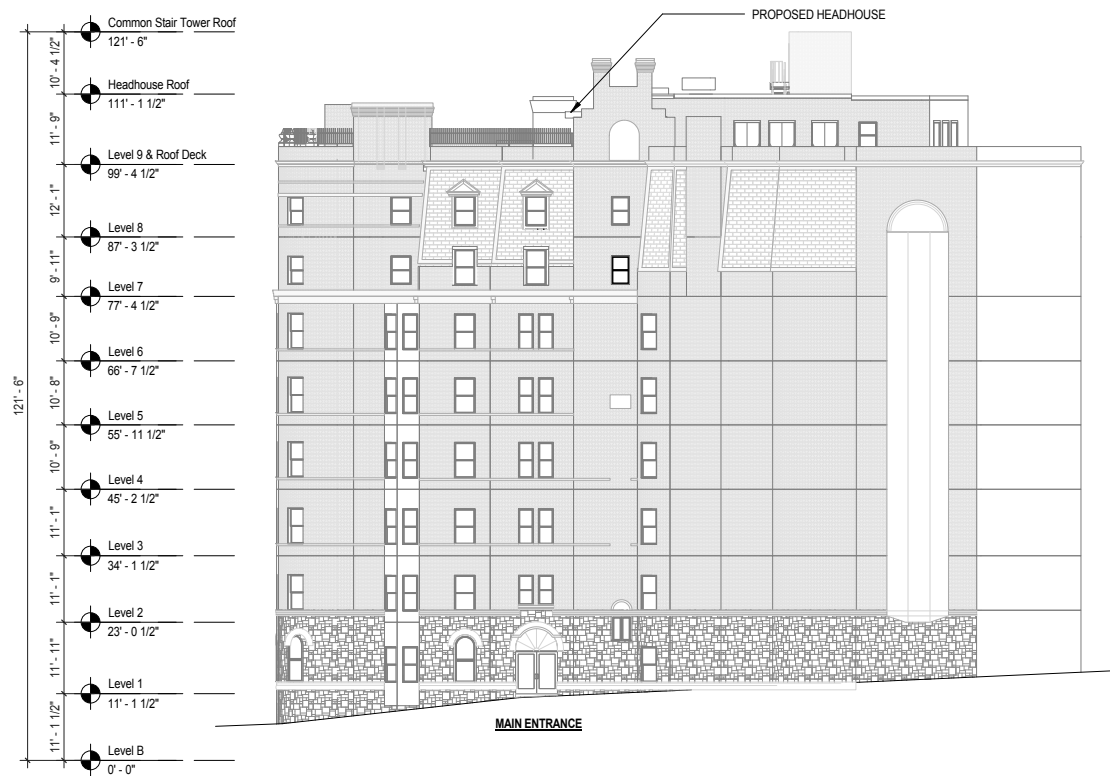 PROPOSED HEADHOUSE
Common Stair Tower Roof
121' - 6"
10' - 4 1/2"
Headhouse Roof
111' - 1 1/2"
11' - 9"
Level 9 & Roof Deck
99' - 4 1/2"
12' - 1"
Level 8
87' - 3 1/2"
9' - 11"
Level 7
77' - 4 1/2"
10' - 9"
Level 6
66' - 7 1/2"
121' - 6"
10' - 8"
Level 5
55' - 11 1/2"
10' - 9"
Level 4
45' - 2 1/2"
11' - 1"
Level 3
34' - 1 1/2"
11' - 1"
Level 2
23' - 0 1/2"
11' - 11"
Level 1
11' - 1 1/2"
11' - 1 1/2"
MAIN ENTRANCE
Level B
0' - 0"